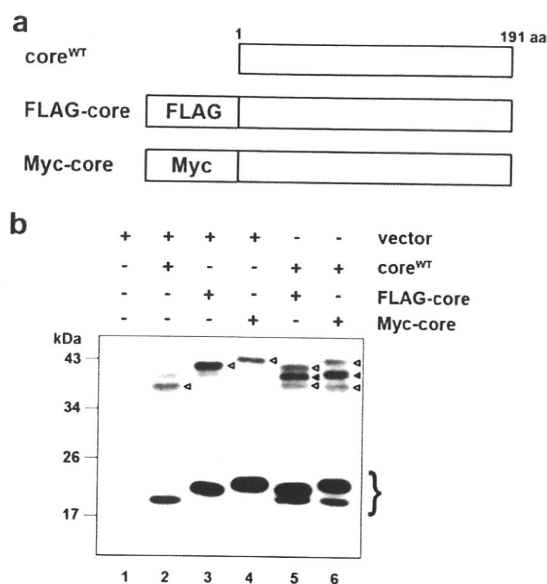 a
1 191 aa
core^WT
FLAG-core FLAG
Myc-core Myc
b
+ + + + - - vector
- + - - + + core^WT
- - + - + - FLAG-core
- - - + - + Myc-core
kDa
43
34
26
17
}
1 2 3 4 5 6